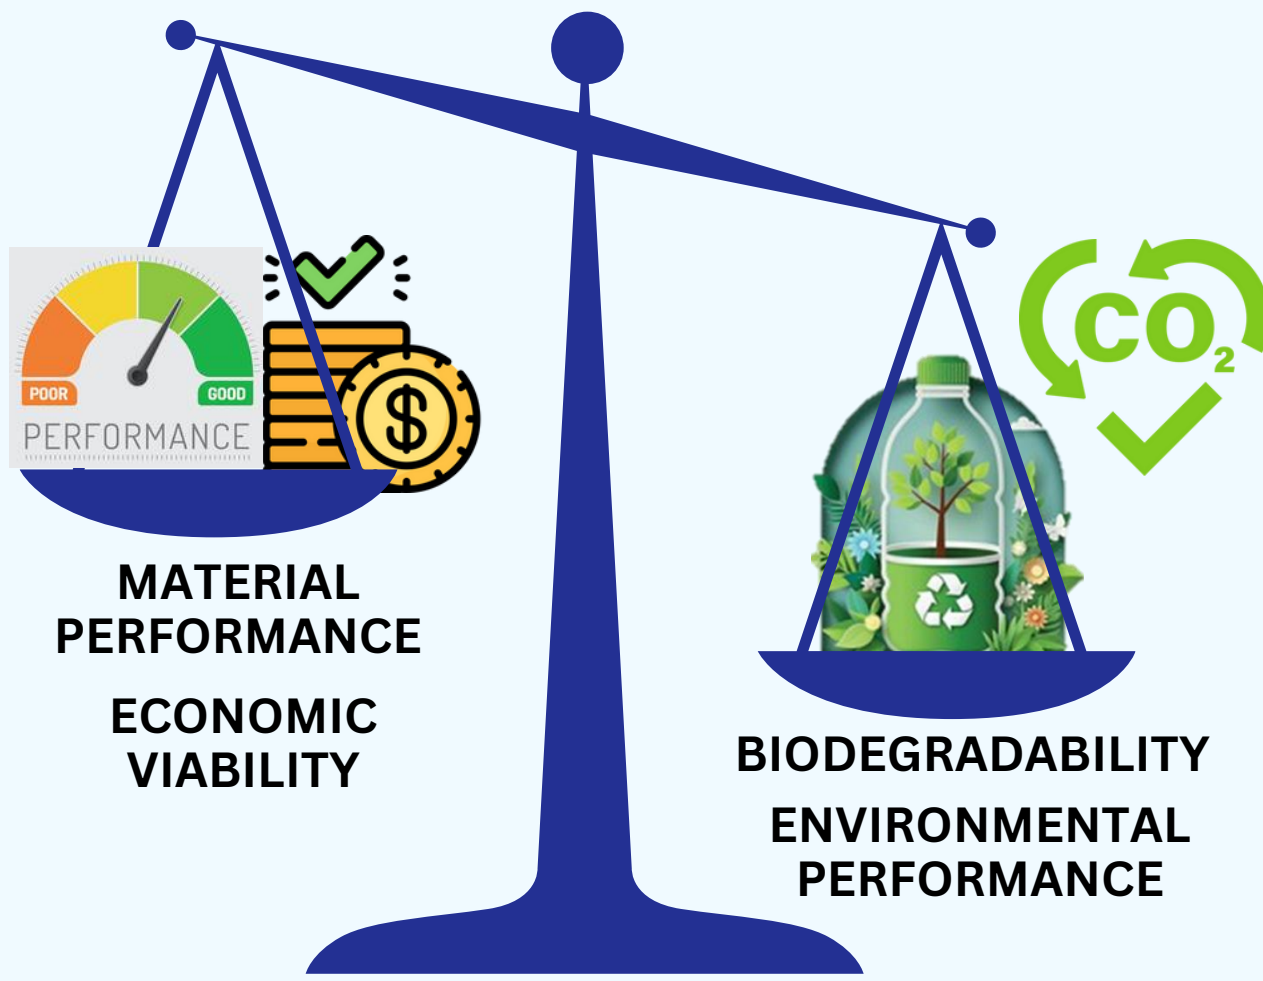 POOR
GOOD
PERFORMANCE
$
MATERIAL
PERFORMANCE
ECONOMIC
VIABILITY
CO₂
BIODEGRADABILITY
ENVIRONMENTAL
PERFORMANCE